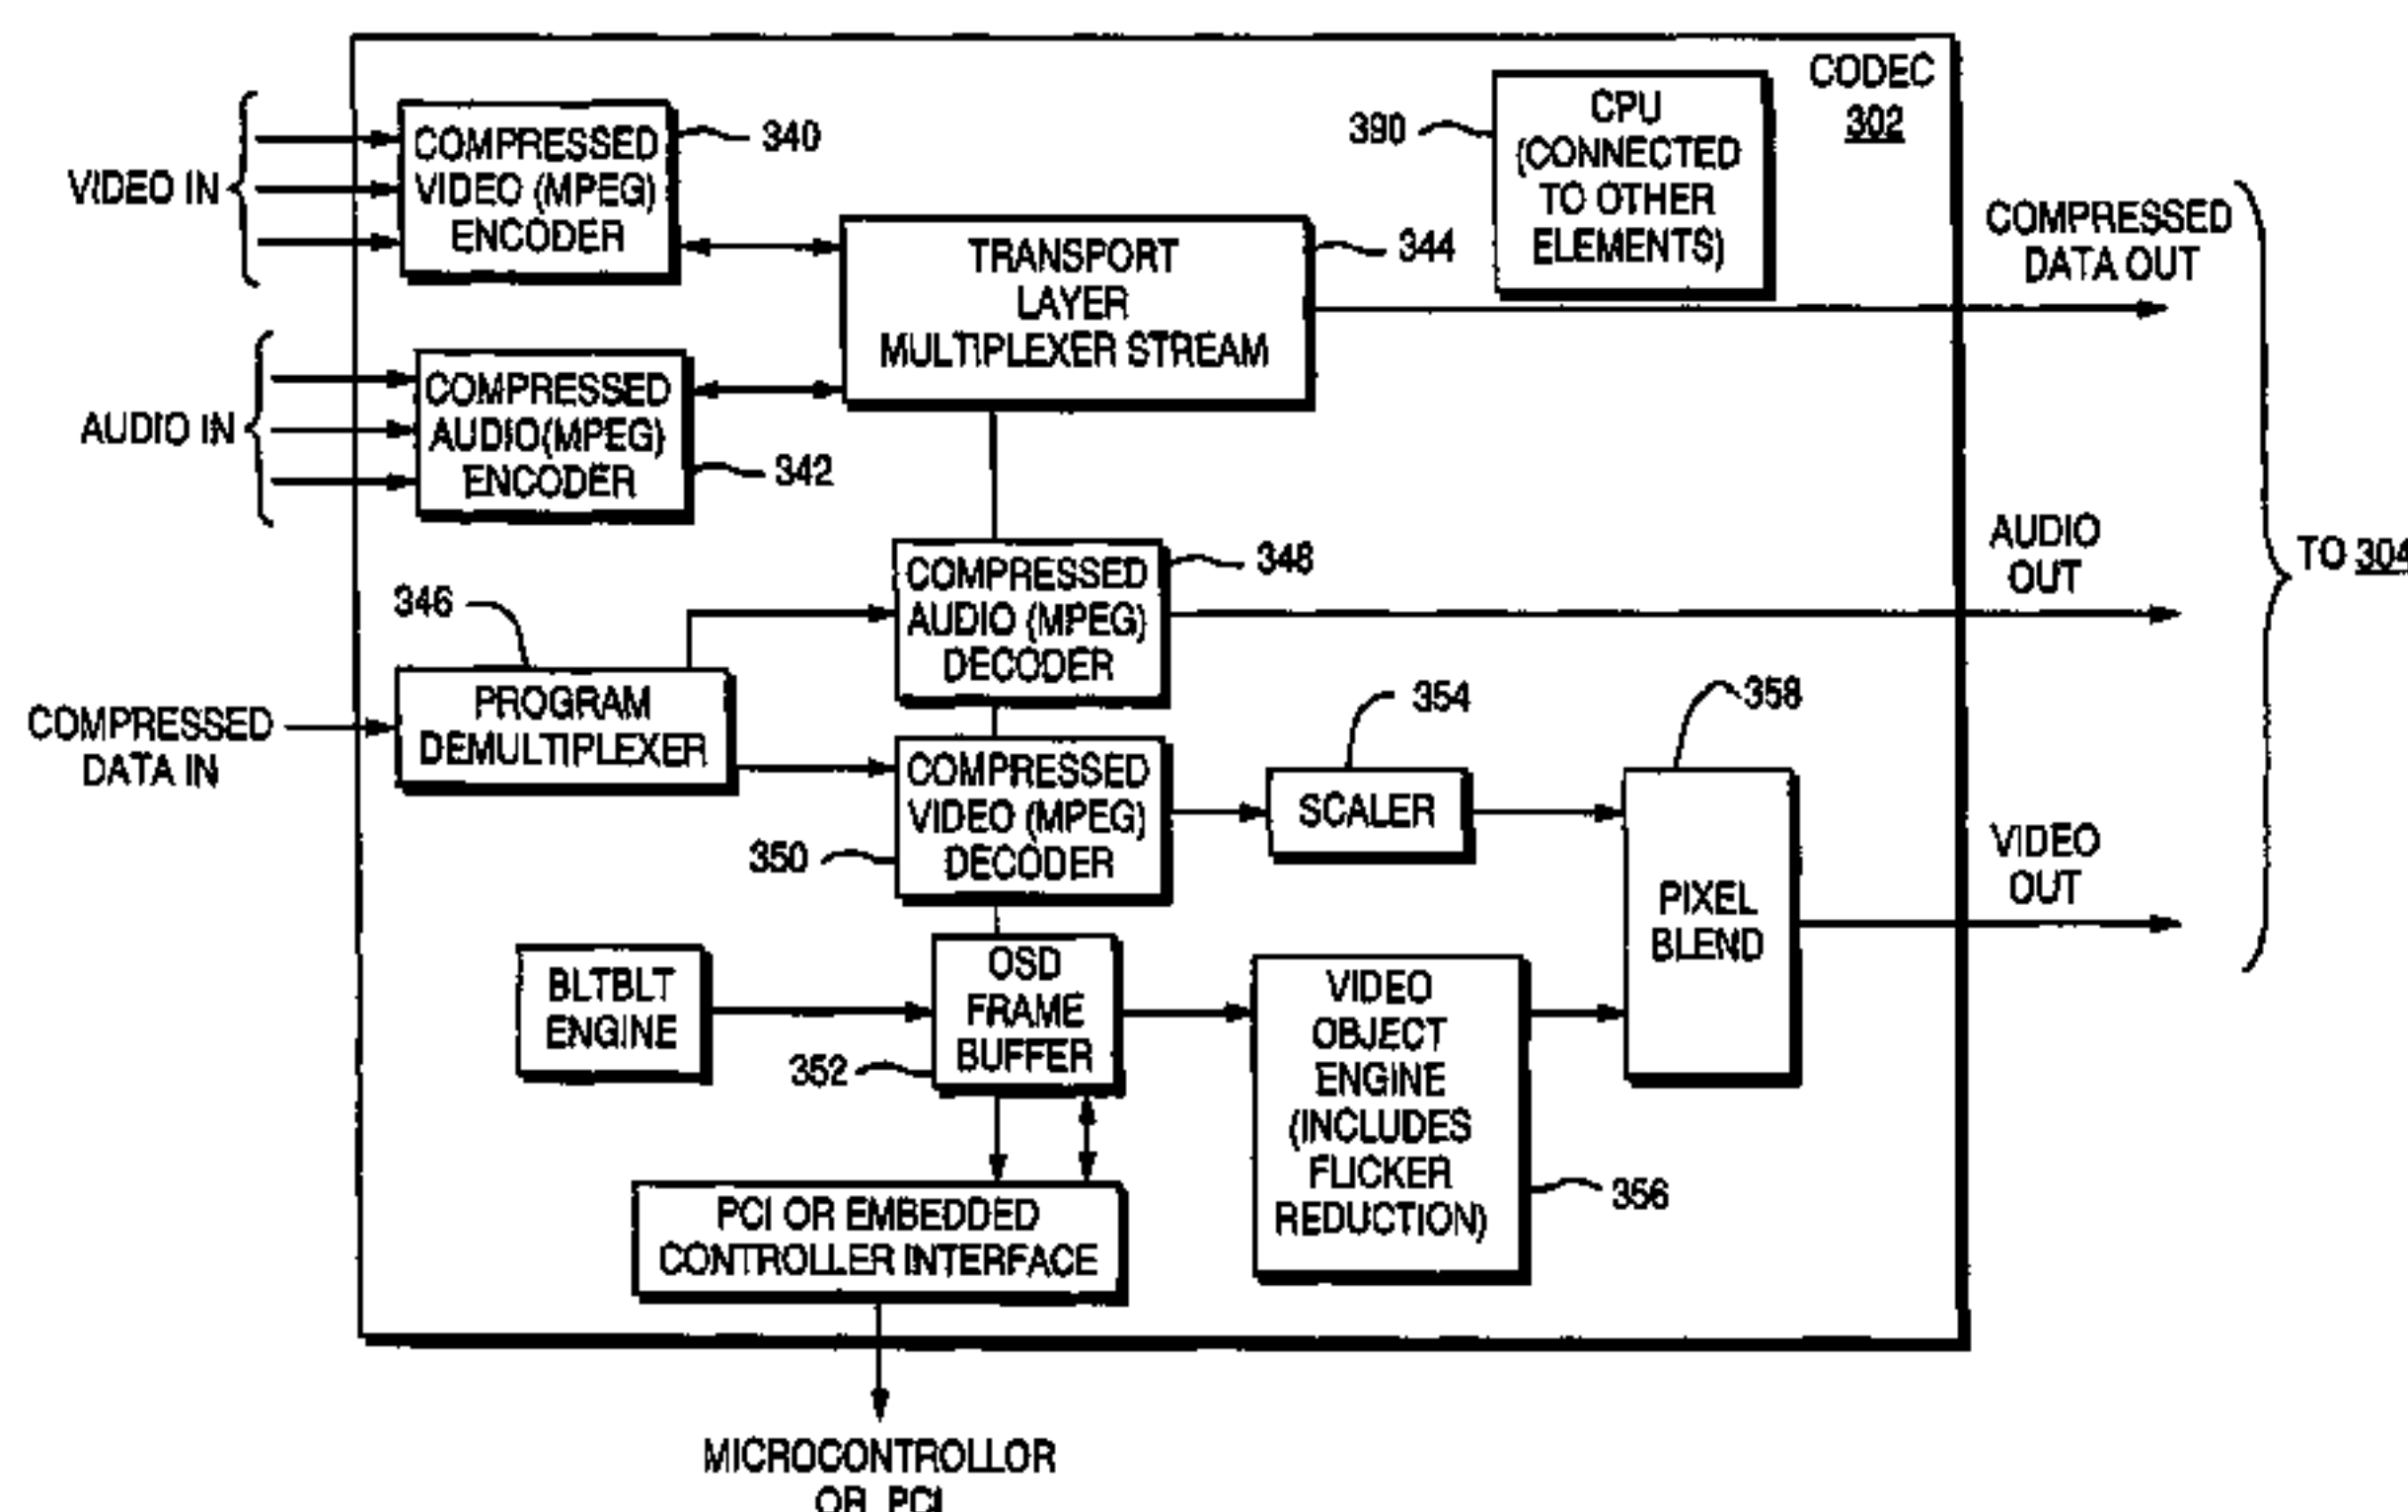 CODEC
302
CPU
(CONNECTED
TO OTHER
ELEMENTS)
390
COMPRESSED
VIDEO (MPEG)
ENCODER
340
VIDEO IN
TRANSPORT
LAYER
MULTIPLEXER STREAM
344
COMPRESSED
DATA OUT
COMPRESSED
AUDIO(MPEG)
ENCODER
342
AUDIO IN
AUDIO
OUT
TO 304
COMPRESSED
AUDIO (MPEG)
DECODER
348
346
PROGRAM
DEMULTIPLEXER
COMPRESSED
DATA IN
COMPRESSED
VIDEO (MPEG)
DECODER
350
354
SCALER
358
PIXEL
BLEND
VIDEO
OUT
BLTBLT
ENGINE
OSD
FRAME
BUFFER
352
VIDEO
OBJECT
ENGINE
(INCLUDES
FLICKER
REDUCTION)
356
PCI OR EMBEDDED
CONTROLLER INTERFACE
MICROCONTROLLOR
OR PCI